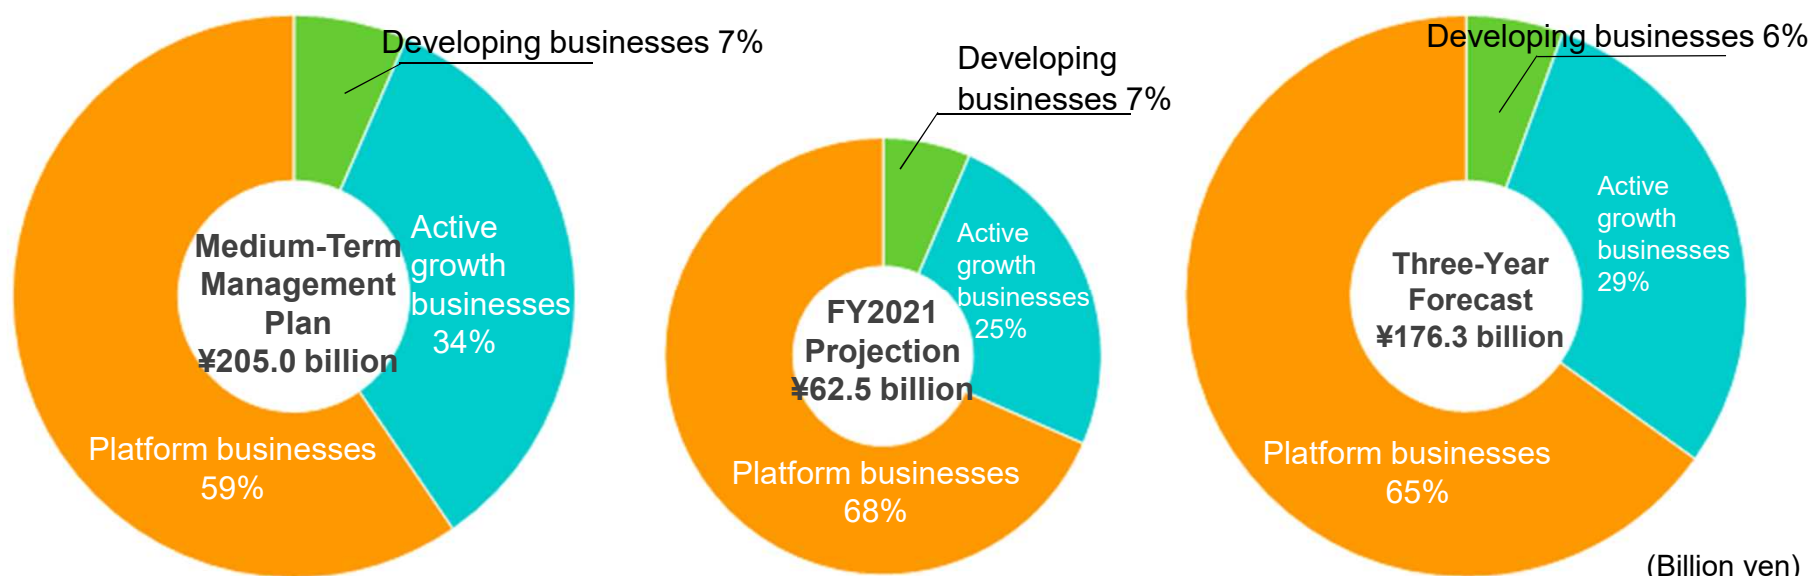 Developing businesses 7%
Active
growth
businesses
34%
Medium-Term
Management
Plan
¥205.0 billion
Platform businesses
59%
Developing
businesses 7%
Active
growth
businesses
25%
FY2021
Projection
¥62.5 billion
Platform businesses
68%
Developing businesses 6%
Active
growth
businesses
29%
Three-Year
Forecast
¥176.3 billion
Platform businesses
65%
(Billion yen)